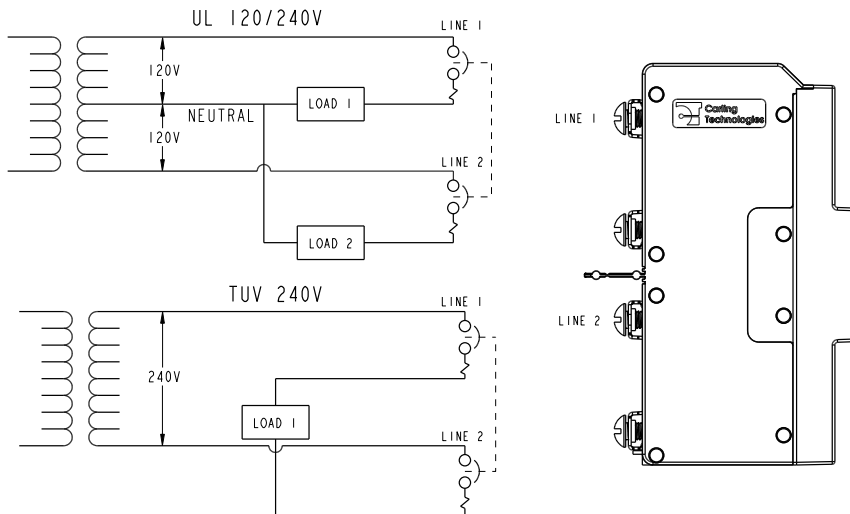 UL 120/240V
LINE 1
120V
LOAD 1
NEUTRAL
120V
LINE 2
LOAD 2
TUV 240V
LINE 1
240V
LOAD 1
LINE 2
LINE 1
Carling
Technologies
LINE 2